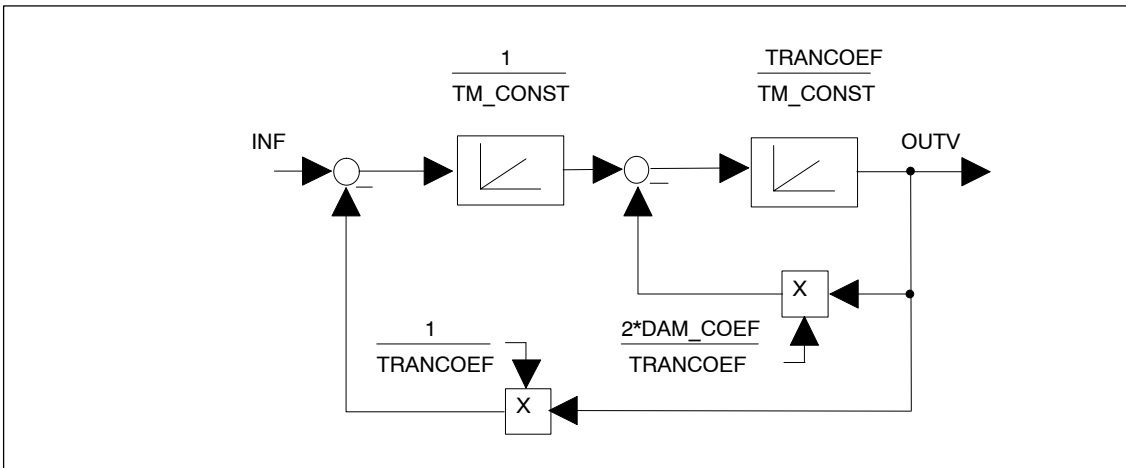 1
TM_CONST
TRANCOEF
TM_CONST
INF
OUTV
X
2*DAM_COEF
TRANCOEF
1
TRANCOEF
X